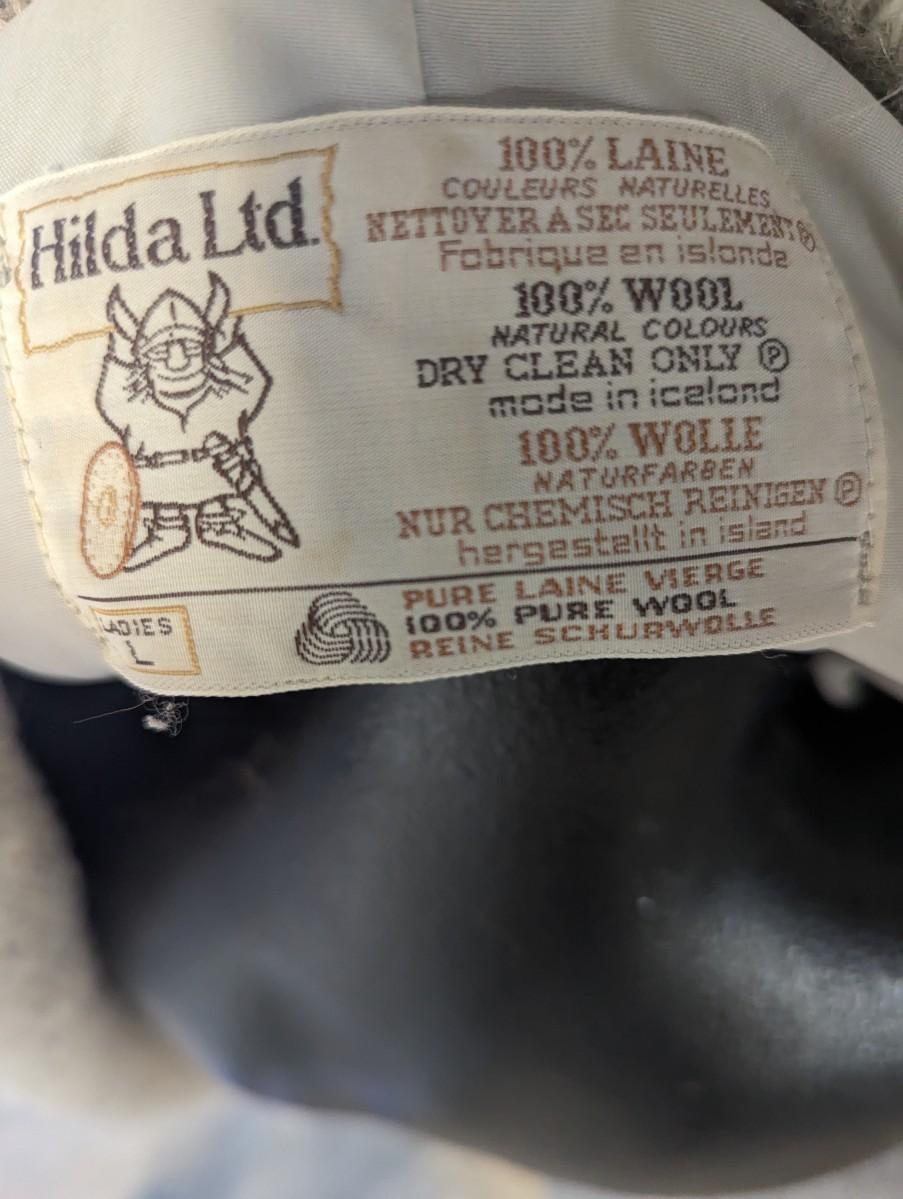 Hilda Ltd.
100% LAINE
COULEURS NATURELLES
NETTOYER A SEC SEULEMENT Ⓟ
Fabrique en islande
100% WOOL
NATURAL COLOURS
DRY CLEAN ONLY Ⓟ
made in iceland
100% WOLLE
NATURFARBEN
NUR CHEMISCH REINIGEN Ⓟ
hergestellt in island
LADIES
L
PURE LAINE VIERGE
100% PURE WOOL
REINE SCHURWOLLE